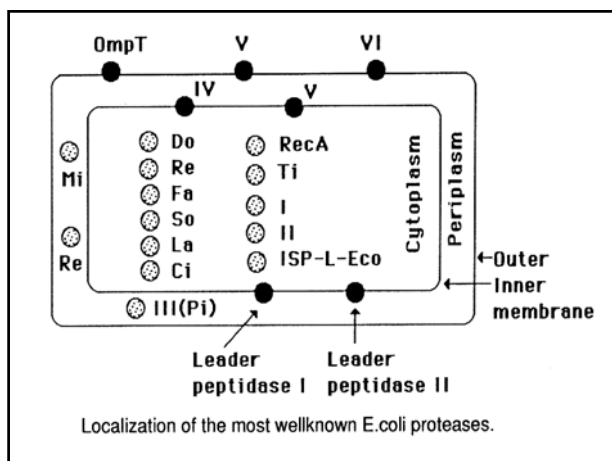 OmpT V VI
IV V
Mi
Re
Do
Re
Fa
So
La
Ci
RecA
Ti
I
II
ISP-L-Eco
Cytoplasm
Periplasm
III(Pi)
Outer
Inner
membrane
Leader
peptidase I
Leader
peptidase II
Localization of the most wellknown E.coli proteases.